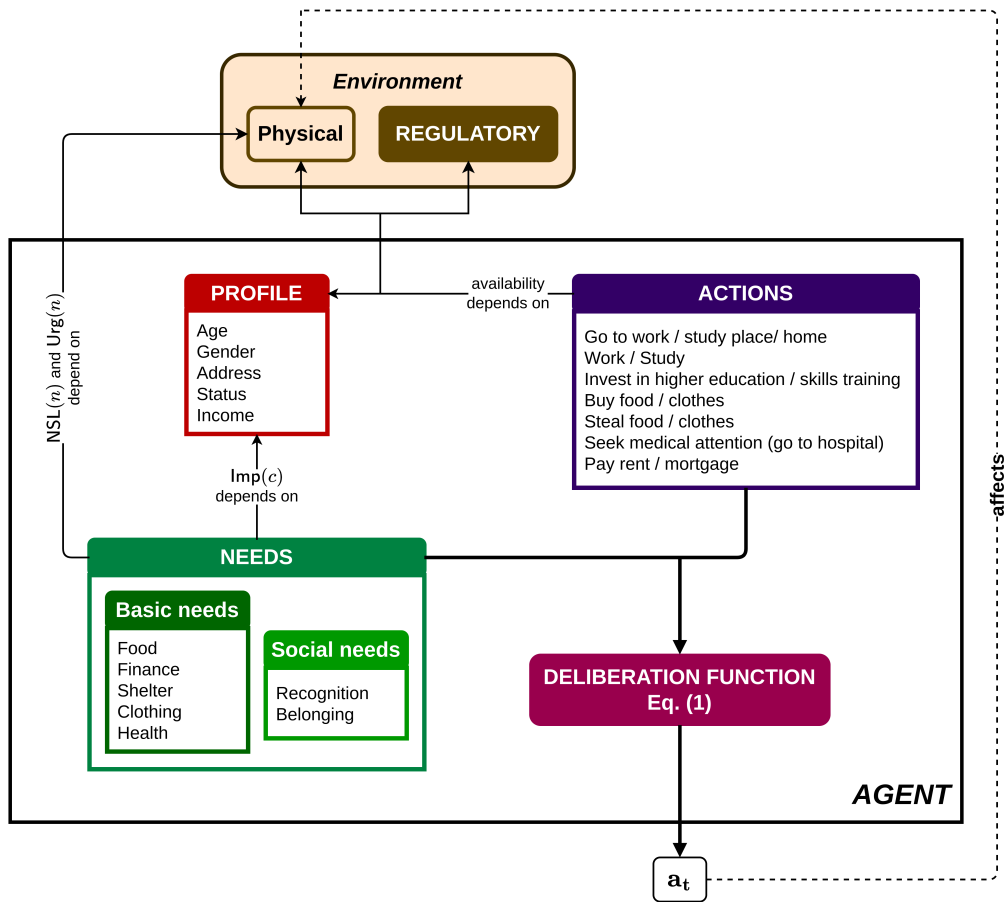 Environment
Physical
REGULATORY
NSL(n) and Urg(n)
depend on
PROFILE
Age
Gender
Address
Status
Income
availability
depends on
ACTIONS
Go to work / study place/ home
Work / Study
Invest in higher education / skills training
Buy food / clothes
Steal food / clothes
Seek medical attention (go to hospital)
Pay rent / mortgage
affects
Imp(c)
depends on
NEEDS
Basic needs
Food
Finance
Shelter
Clothing
Health
Social needs
Recognition
Belonging
DELIBERATION FUNCTION
Eq. (1)
AGENT
a_t